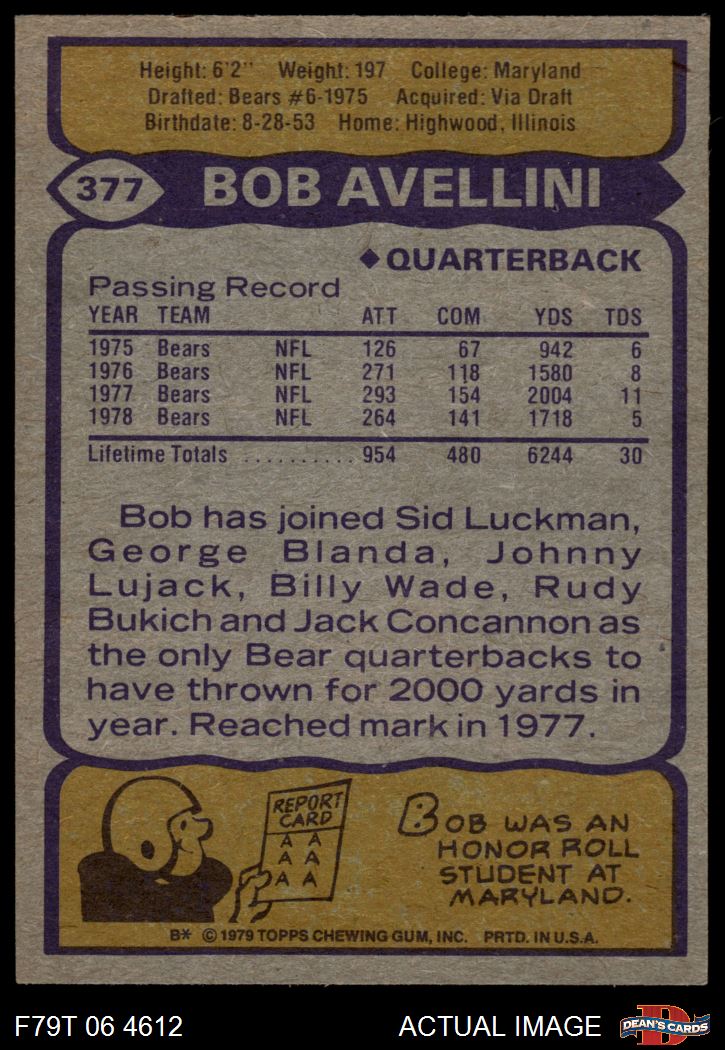 Height: 6'2" Weight: 197 College: Maryland
Drafted: Bears #6-1975 Acquired: Via Draft
Birthdate: 8-28-53 Home: Highwood, Illinois
377 BOB AVELLINI
◆QUARTERBACK
Passing Record
YEAR TEAM ATT COM YDS TDS
1975 Bears NFL 126 67 942 6
1976 Bears NFL 271 118 1580 8
1977 Bears NFL 293 154 2004 11
1978 Bears NFL 264 141 1718 5
Lifetime Totals .......... 954 480 6244 30
Bob has joined Sid Luckman,
George Blanda, Johnny
Lujack, Billy Wade, Rudy
Bukich and Jack Concannon as
the only Bear quarterbacks to
have thrown for 2000 yards in
year. Reached mark in 1977.
REPORT
CARD
A A
A A
A A
BOB WAS AN
HONOR ROLL
STUDENT AT
MARYLAND.
B* © 1979 TOPPS CHEWING GUM, INC. PRTD. IN U.S.A.
F79T 06 4612 ACTUAL IMAGE D DEAN'S CARDS